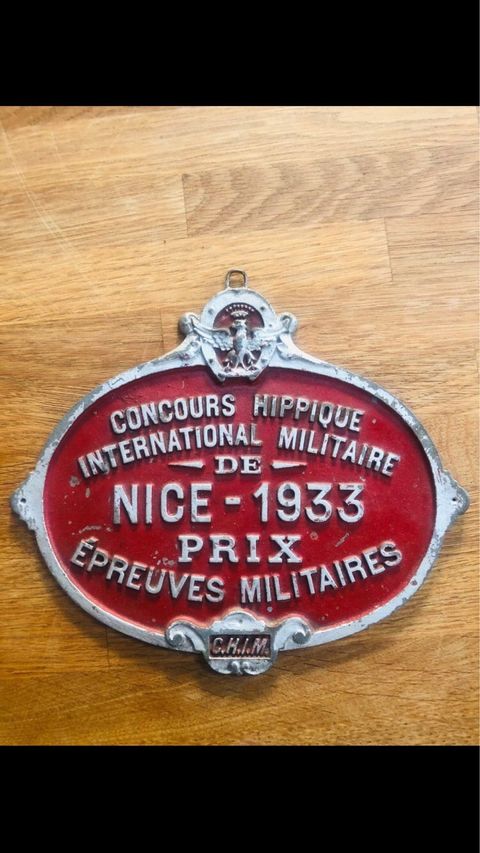 CONCOURS HIPPIQUE
INTERNATIONAL MILITAIRE
DE
NICE - 1933
PRIX
ÉPREUVES MILITAIRES
C.H.I.M.